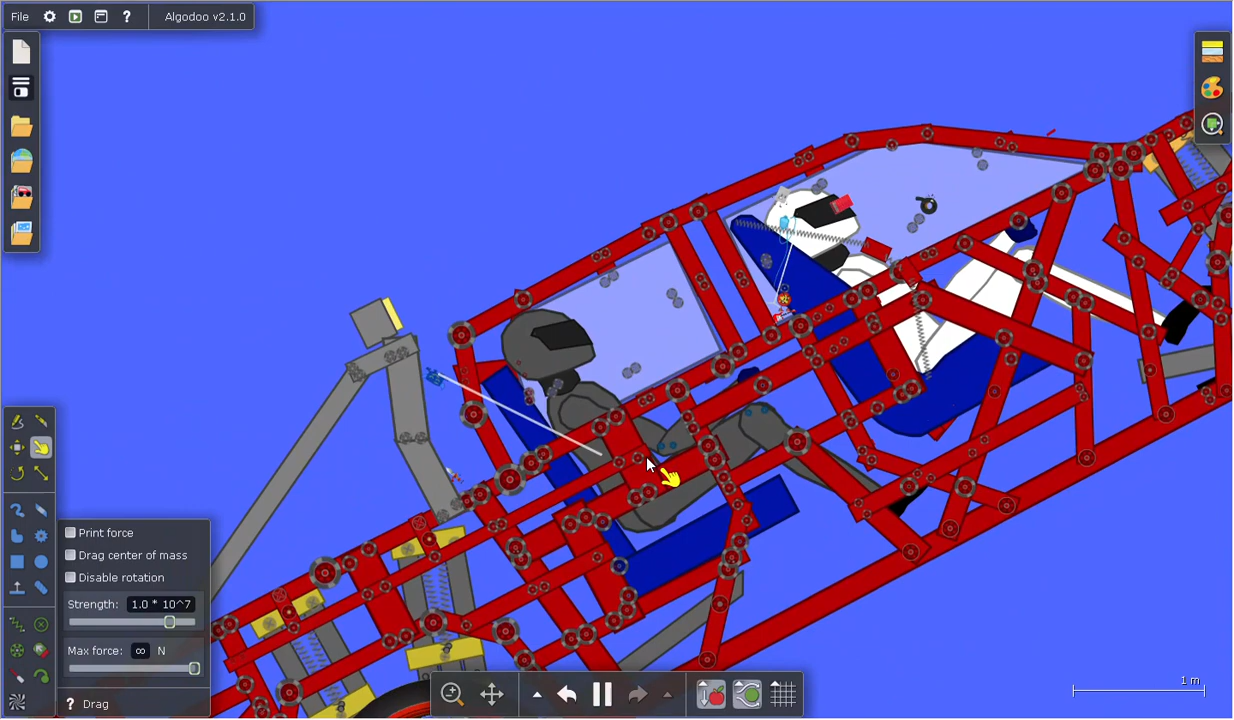 File ? Algodoo v2.1.0
Print force
Drag center of mass
Disable rotation
Strength: 1.0 * 10^7
Max force: ∞ N
? Drag
1 m